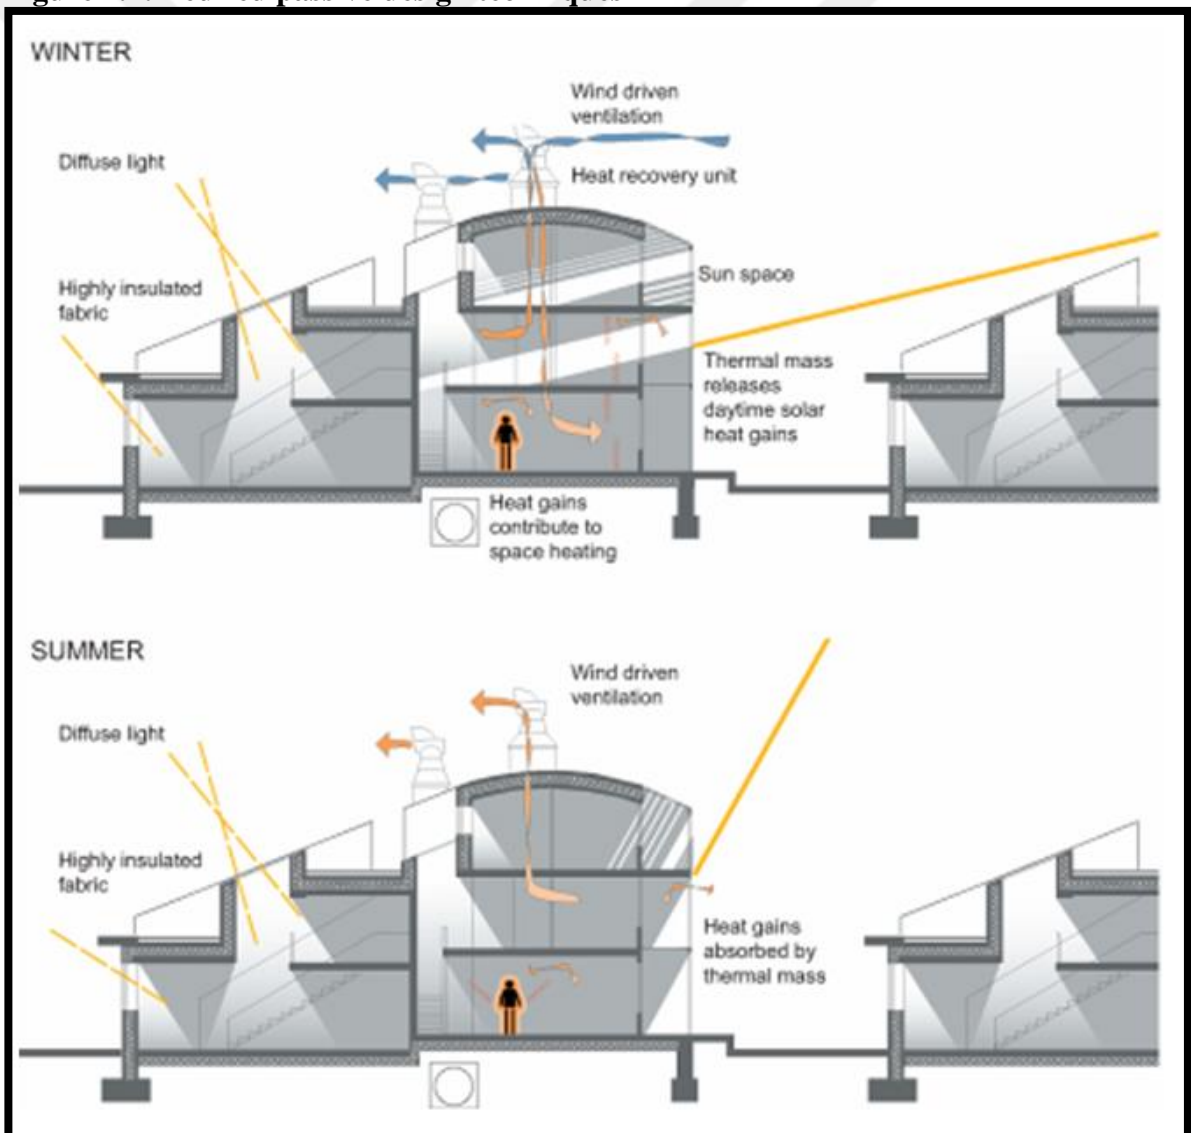 WINTER
Wind driven
ventilation
Diffuse light
Heat recovery unit
Highly insulated
fabric
Sun space
Thermal mass
releases
daytime solar
heat gains
Heat gains
contribute to
space heating
SUMMER
Wind driven
ventilation
Diffuse light
Highly insulated
fabric
Heat gains
absorbed by
thermal mass